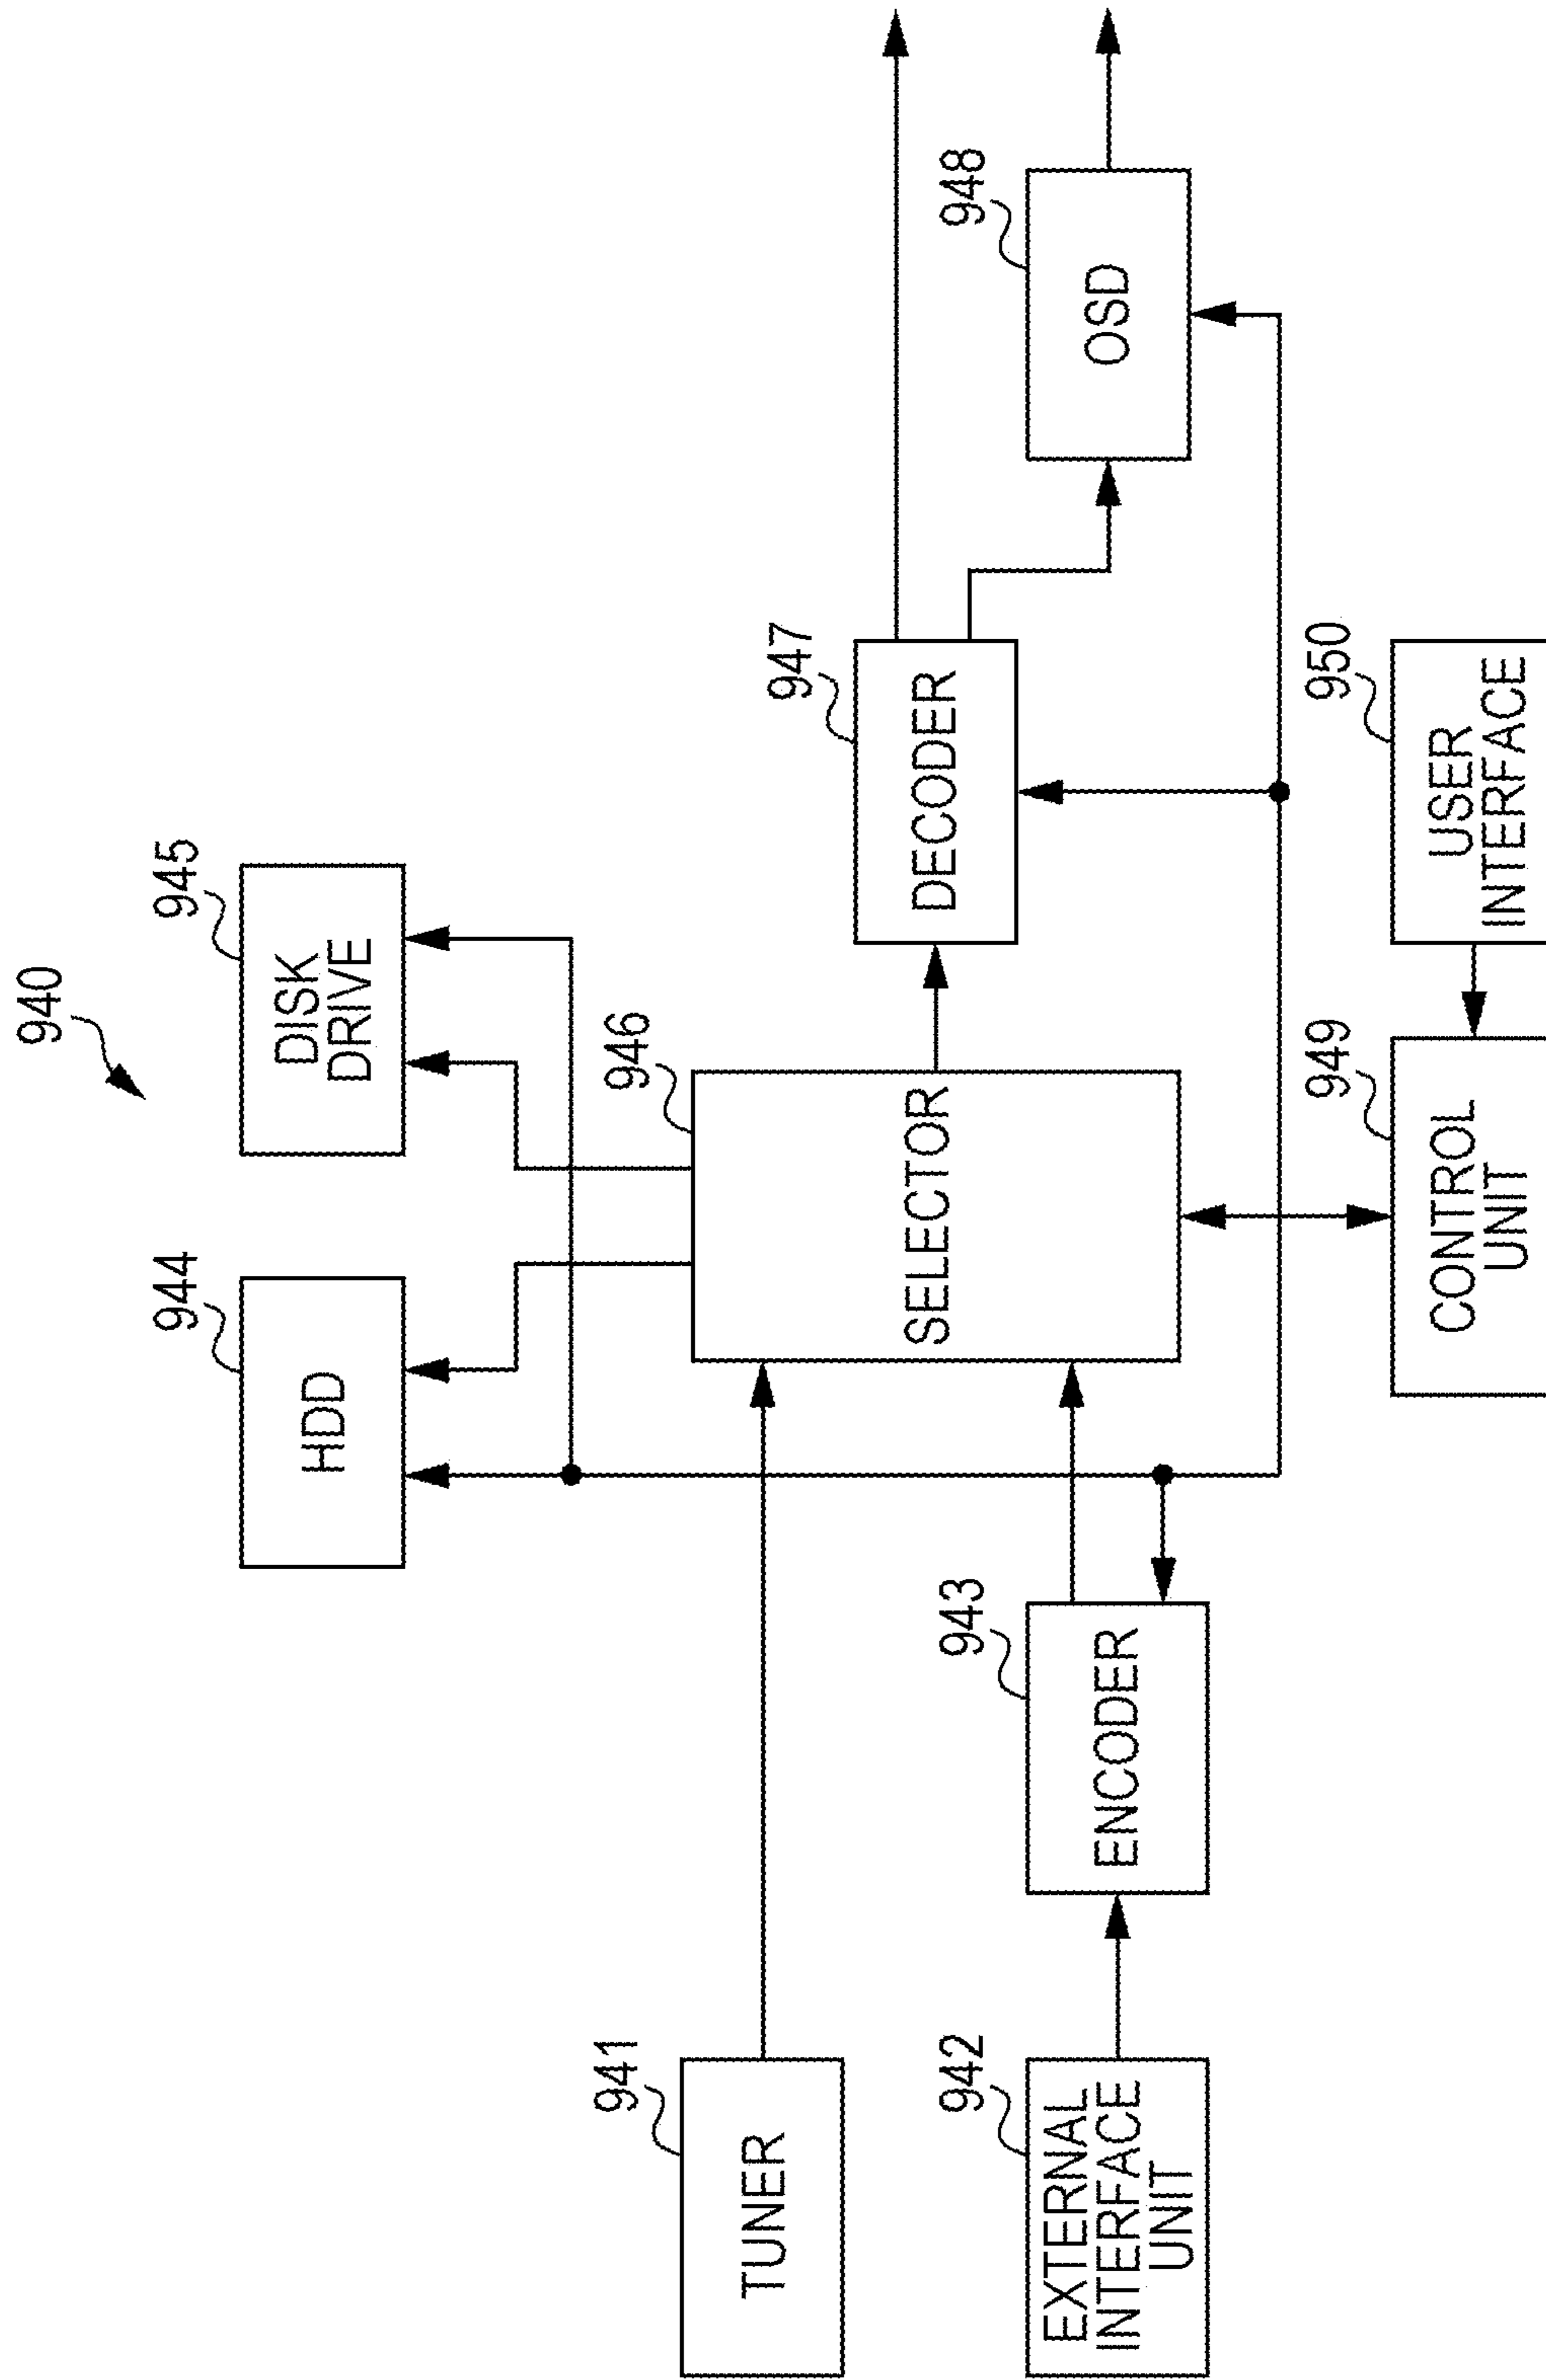 940
944
HDD
945
DISK
DRIVE
941
TUNER
946
SELECTOR
947
DECODER
942
EXTERNAL
INTERFACE
UNIT
943
ENCODER
948
OSD
949
CONTROL
UNIT
950
USER
INTERFACE